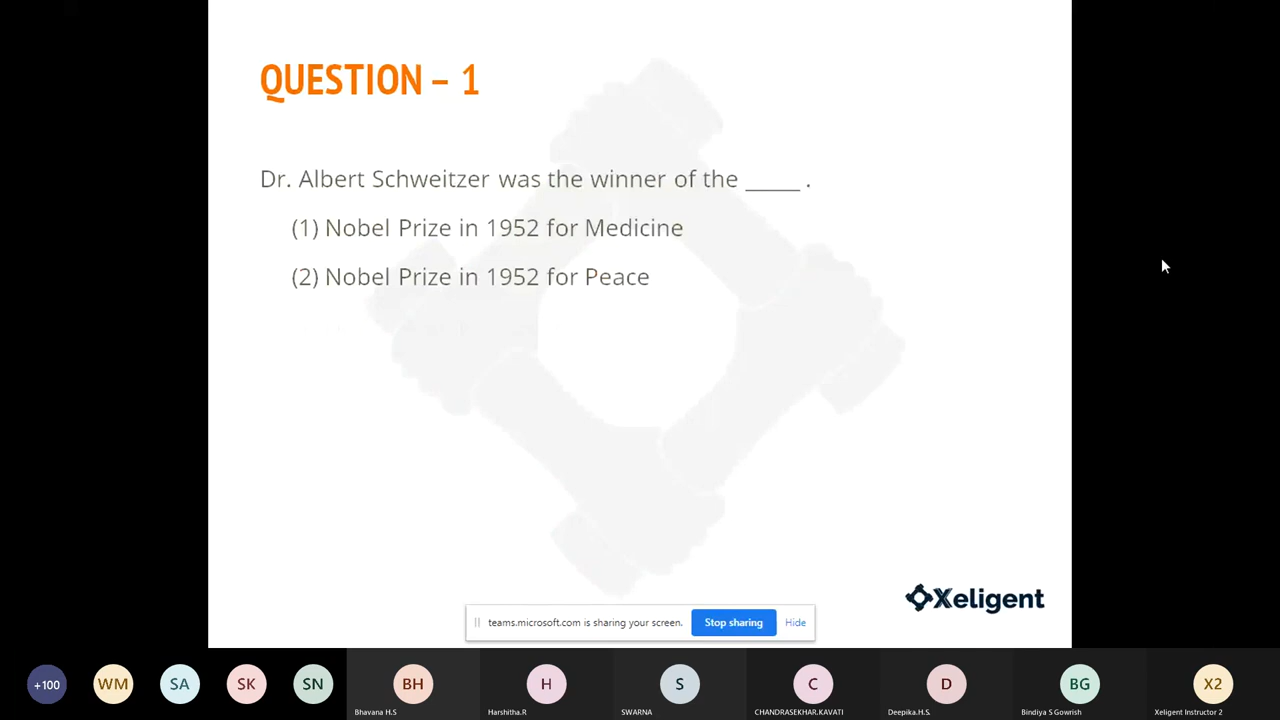 QUESTION – 1
Dr. Albert Schweitzer was the winner of the _____ .
(1) Nobel Prize in 1952 for Medicine
(2) Nobel Prize in 1952 for Peace
Xeligent
teams.microsoft.com is sharing your screen. Stop sharing Hide
+100 WM SA SK SN BH H S C D BG X2
Bhavana H.S Harshitha.R SWARNA CHANDRASEKHAR.KAVATI Deepika.H.S. Bindiya S Gowrish Xeligent Instructor 2